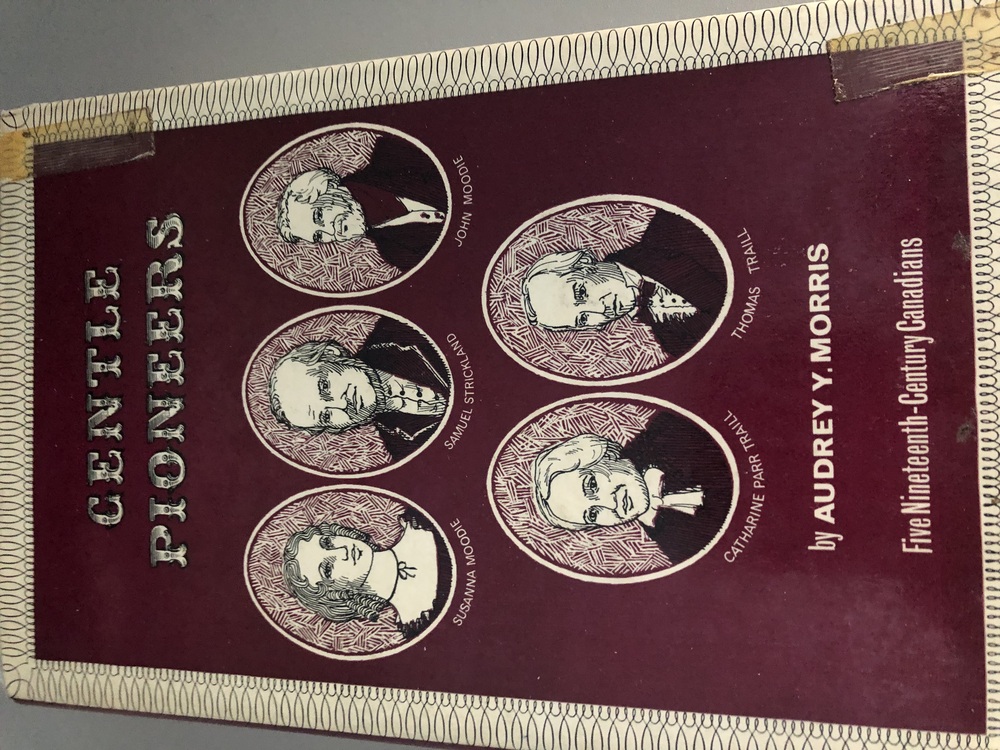 GENTLE
PIONEERS
SUSANNA MOODIE
SAMUEL STRICKLAND
JOHN MOODIE
CATHARINE PARR TRAILL
THOMAS TRAILL
by AUDREY Y. MORRIS
Five Nineteenth-Century Canadians